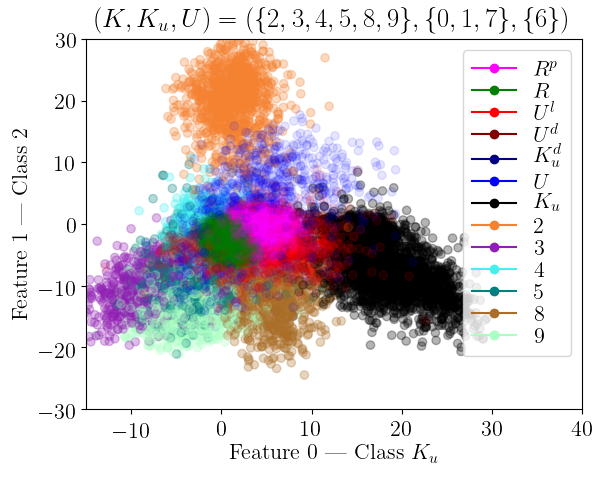 (K, K_u, U) = ({2, 3, 4, 5, 8, 9}, {0, 1, 7}, {6})
30
20
10
0
−10
−20
−30
Feature 1 — Class 2
−10
0
10
20
30
40
Feature 0 — Class K_u
R^p
R
U^l
U^d
K_u^d
U
K_u
2
3
4
5
8
9